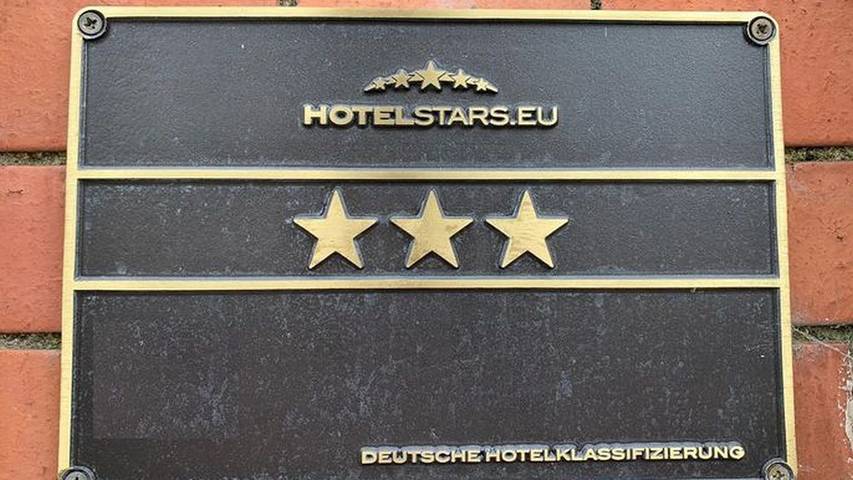 HOTELSTARS.EU
DEUTSCHE HOTELKLASSIFIZIERUNG